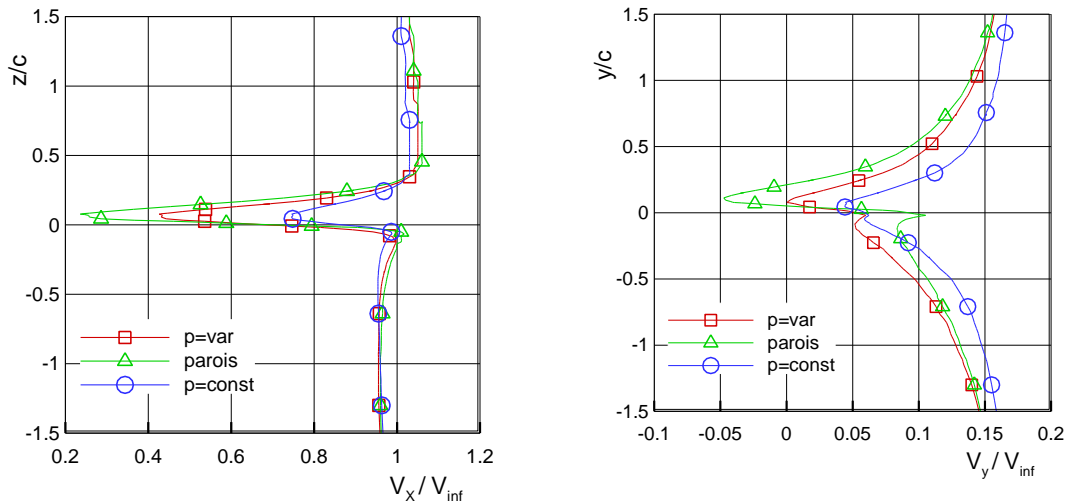 1.5
1
0.5
0
-0.5
-1
-1.5
z/c
p=var
parois
p=const
0.2 0.4 0.6 0.8 1 1.2
V_X / V_inf
1.5
1
0.5
0
-0.5
-1
-1.5
y/c
p=var
parois
p=const
-0.1 -0.05 0 0.05 0.1 0.15 0.2
V_y / V_inf